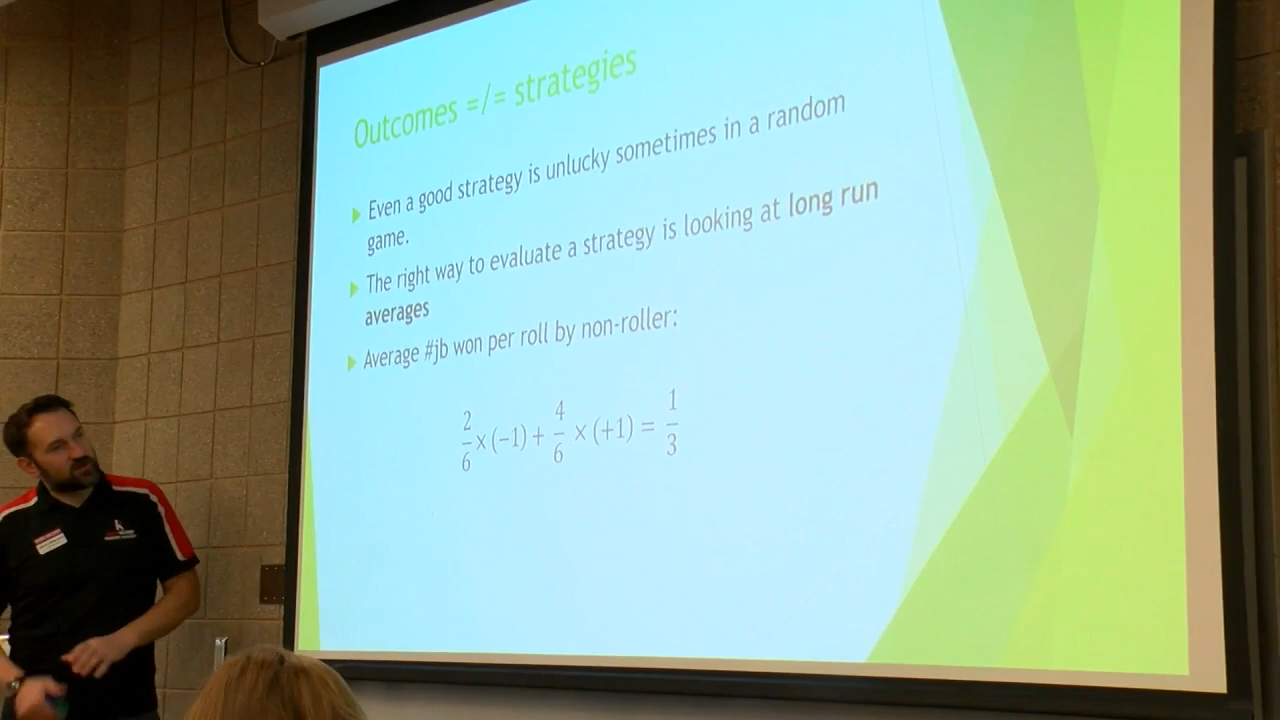 Outcomes =/= strategies
Even a good strategy is unlucky sometimes in a random
game.
The right way to evaluate a strategy is looking at long run
averages
Average #jb won per roll by non-roller:
2/6 × (−1) + 4/6 × (+1) = 1/3